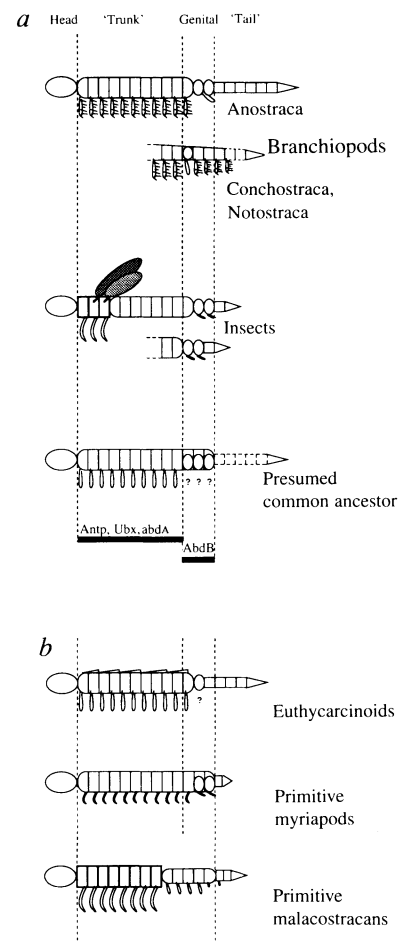 a
Head ‘Trunk’ Genital ‘Tail’
Anostraca
Branchiopods
Conchostraca,
Notostraca
Insects
? ? ?
Presumed
common ancestor
Antp, Ubx, abdA
AbdB
b
?
Euthycarcinoids
Primitive
myriapods
Primitive
malacostracans